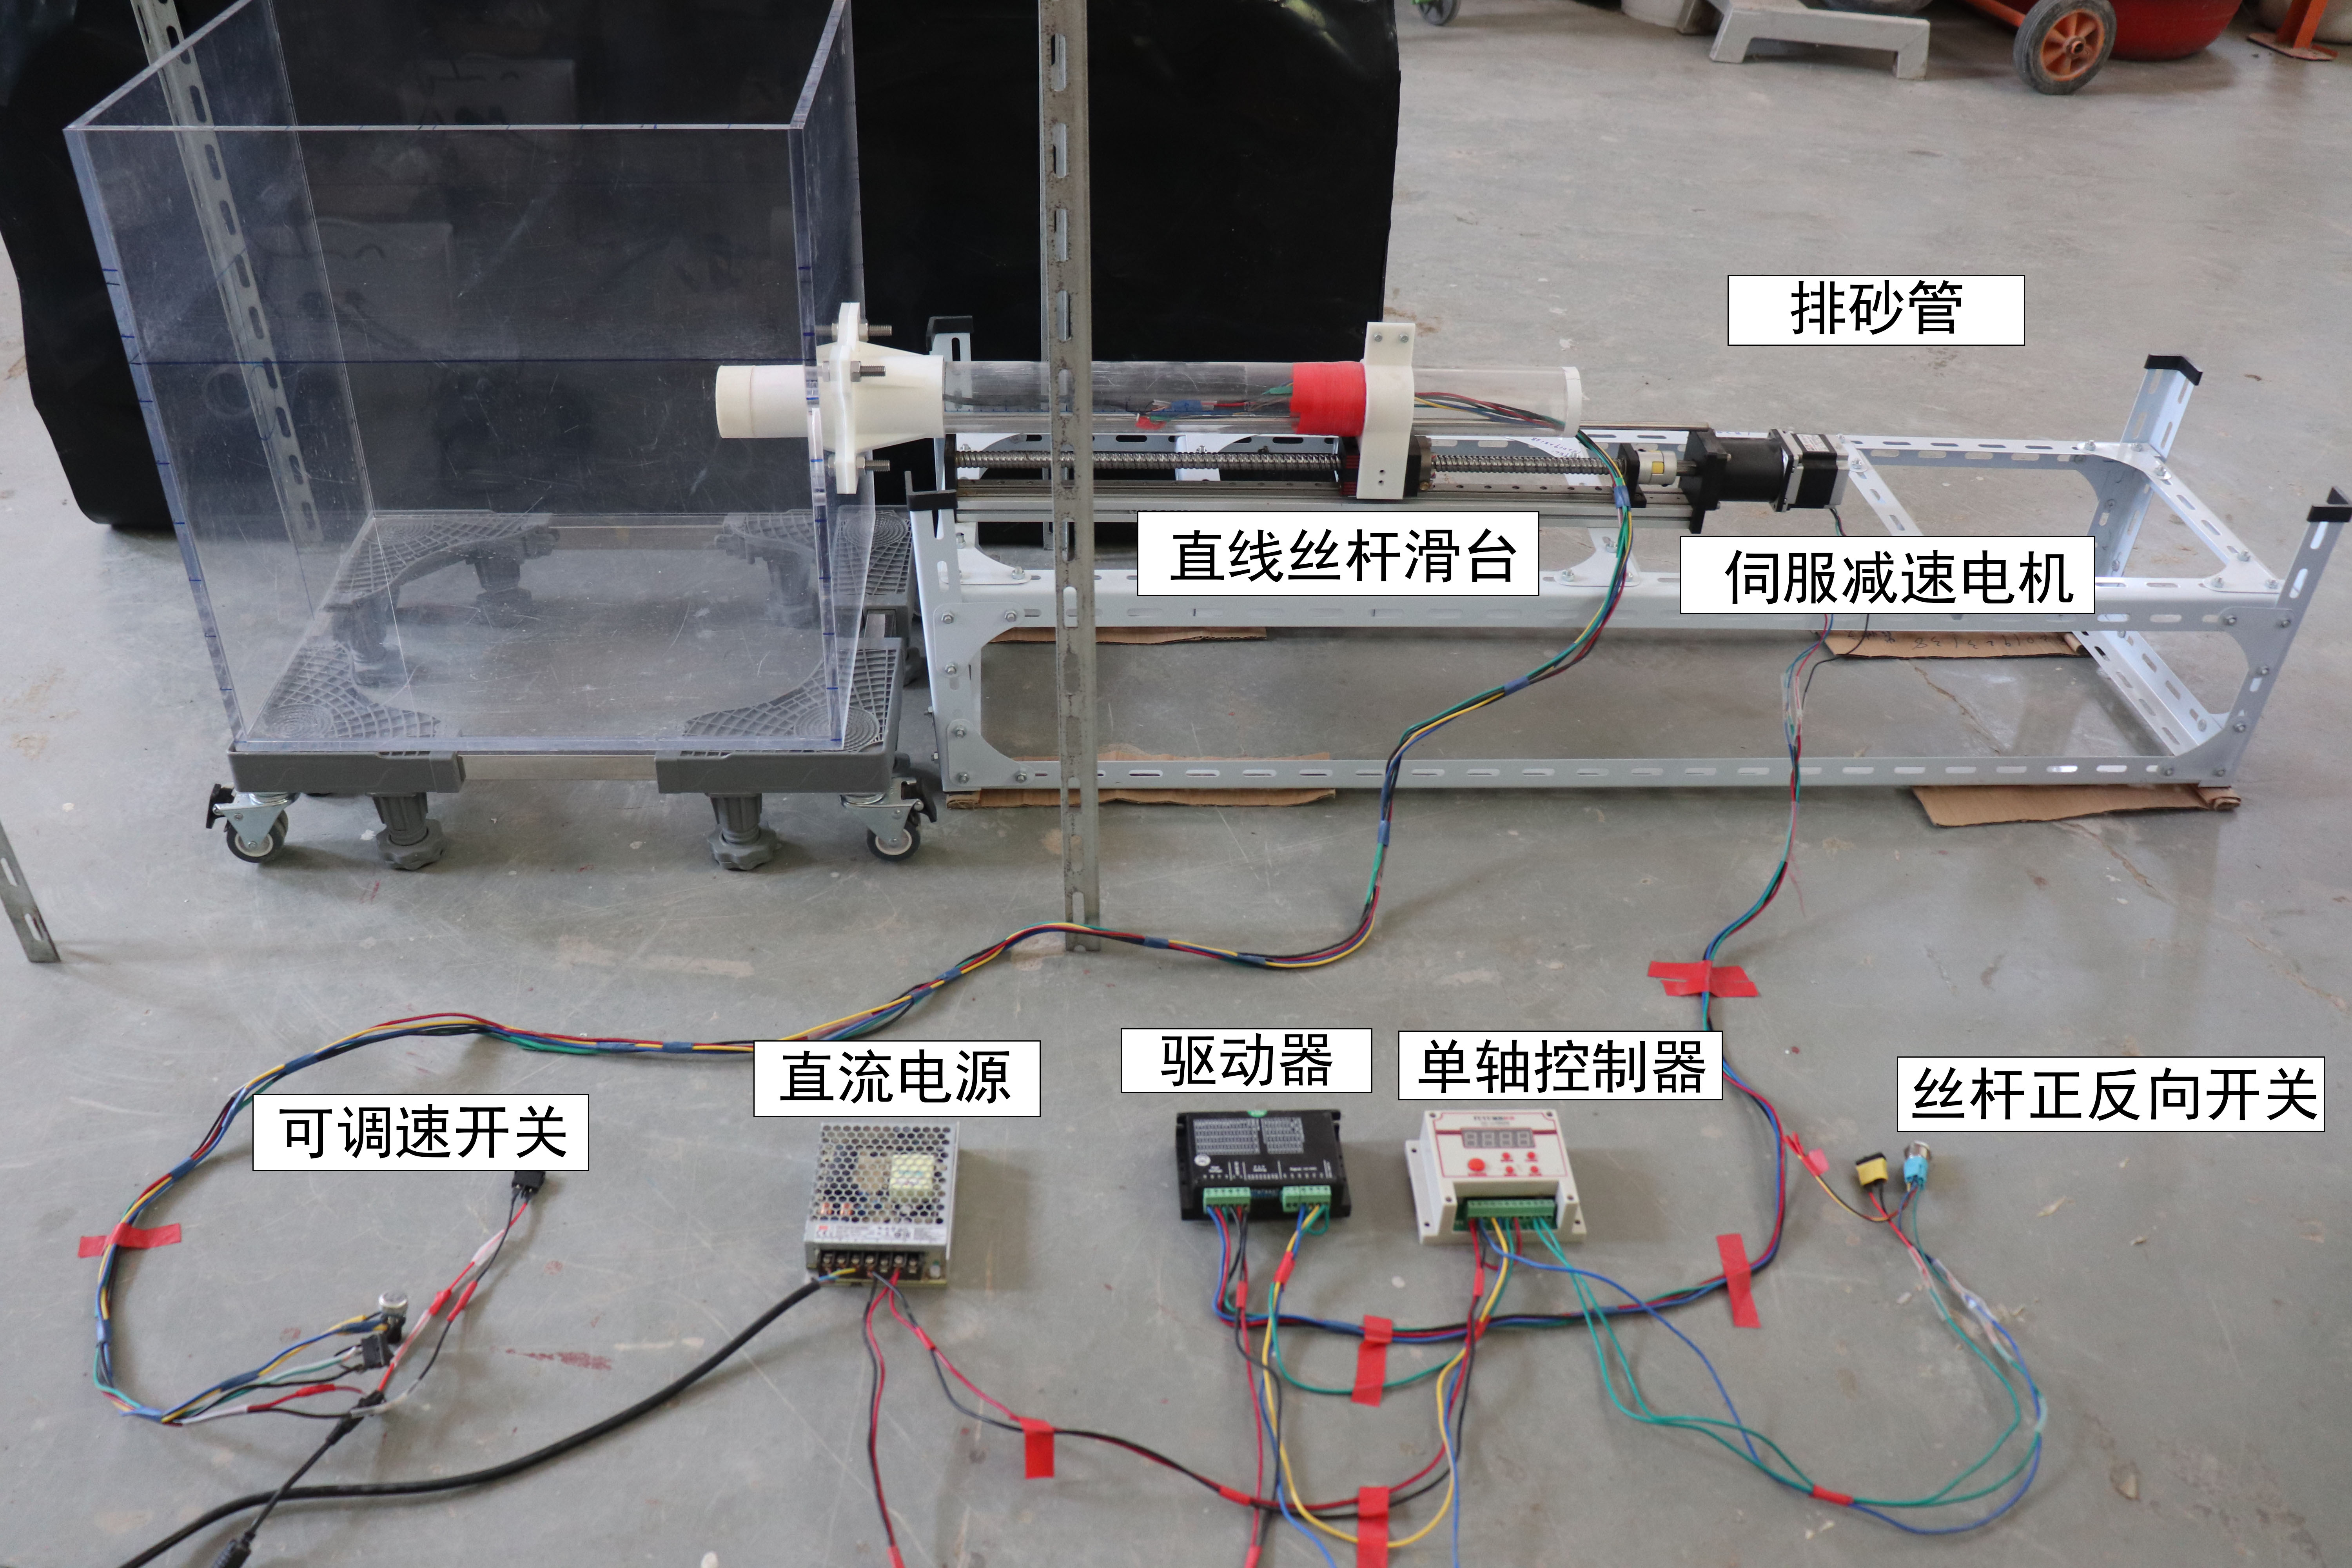 排砂管
直线丝杆滑台
伺服减速电机
驱动器
单轴控制器
直流电源
丝杆正反向开关
可调速开关